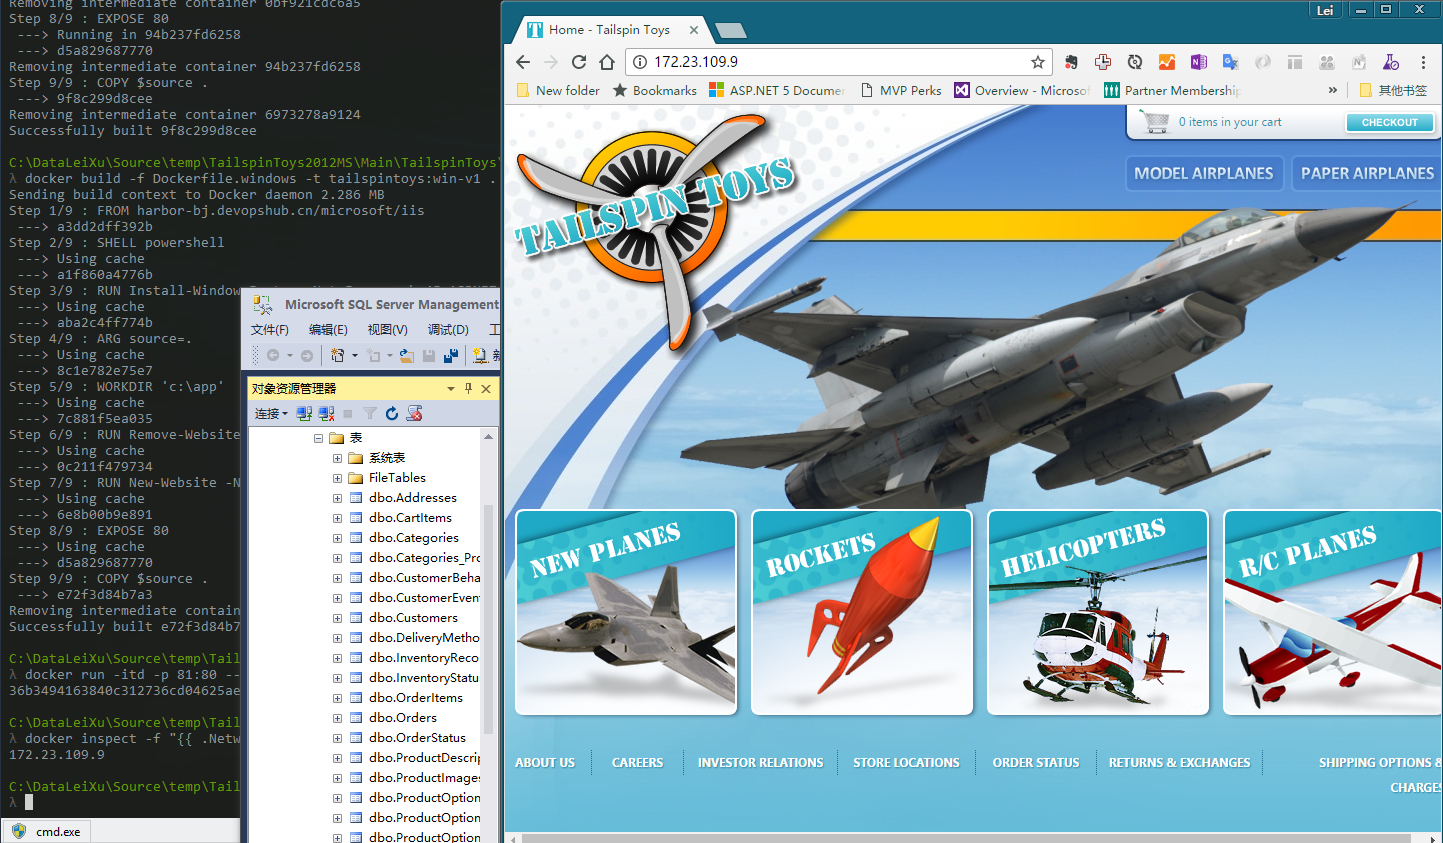 Removing intermediate container 0bf921cdc6a5
Step 8/9 : EXPOSE 80
---> Running in 94b237fd6258
---> d5a829687770
Removing intermediate container 94b237fd6258
Step 9/9 : COPY $source .
---> 9f8c299d8cee
Removing intermediate container 6973278a9124
Successfully built 9f8c299d8cee
C:\DataLeiXu\Source\temp\TailspinToys2012MS\Main\TailspinToys\
λ docker build -f Dockerfile.windows -t tailspintoys:win-v1 .
Sending build context to Docker daemon 2.286 MB
Step 1/9 : FROM harbor-bj.devopshub.cn/microsoft/iis
---> a3dd2dff392b
Step 2/9 : SHELL powershell
---> Using cache
---> a1f860a4776b
Step 3/9 : RUN Install-Window
---> Using cache
---> aba2c4ff774b
Step 4/9 : ARG source=.
---> Using cache
---> 8c1e782e75e7
Step 5/9 : WORKDIR 'c:\app'
---> Using cache
---> 7c881f5ea035
Step 6/9 : RUN Remove-Website
---> Using cache
---> 0c211f479734
Step 7/9 : RUN New-Website -N
---> Using cache
---> 6e8b00b9e891
Step 8/9 : EXPOSE 80
---> Using cache
---> d5a829687770
Step 9/9 : COPY $source .
---> e72f3d84b7a3
Removing intermediate contain
Successfully built e72f3d84b7
C:\DataLeiXu\Source\temp\Tail
λ docker run -itd -p 81:80 --
36b3494163840c312736cd04625ae
C:\DataLeiXu\Source\temp\Tail
λ docker inspect -f "{{ .Netw
172.23.109.9
C:\DataLeiXu\Source\temp\Tail
λ
cmd.exe
Microsoft SQL Server Management
文件(F) 编辑(E) 视图(V) 调试(D) 工
新
对象资源管理器
连接
表
系统表
FileTables
dbo.Addresses
dbo.CartItems
dbo.Categories
dbo.Categories_Pro
dbo.CustomerBeha
dbo.CustomerEven
dbo.Customers
dbo.DeliveryMetho
dbo.InventoryReco
dbo.InventoryStatu
dbo.OrderItems
dbo.Orders
dbo.OrderStatus
dbo.ProductDescrip
dbo.ProductImages
dbo.ProductOption
dbo.ProductOption
dbo.ProductOption
Lei
Home - Tailspin Toys
172.23.109.9
New folder Bookmarks ASP.NET 5 Documen MVP Perks Overview - Microsof Partner Membership » 其他书签
0 items in your cart CHECKOUT
MODEL AIRPLANES PAPER AIRPLANES
TAILSPIN TOYS
NEW PLANES
ROCKETS
HELICOPTERS
R/C PLANES
ABOUT US CAREERS INVESTOR RELATIONS STORE LOCATIONS ORDER STATUS RETURNS & EXCHANGES SHIPPING OPTIONS &
CHARGES